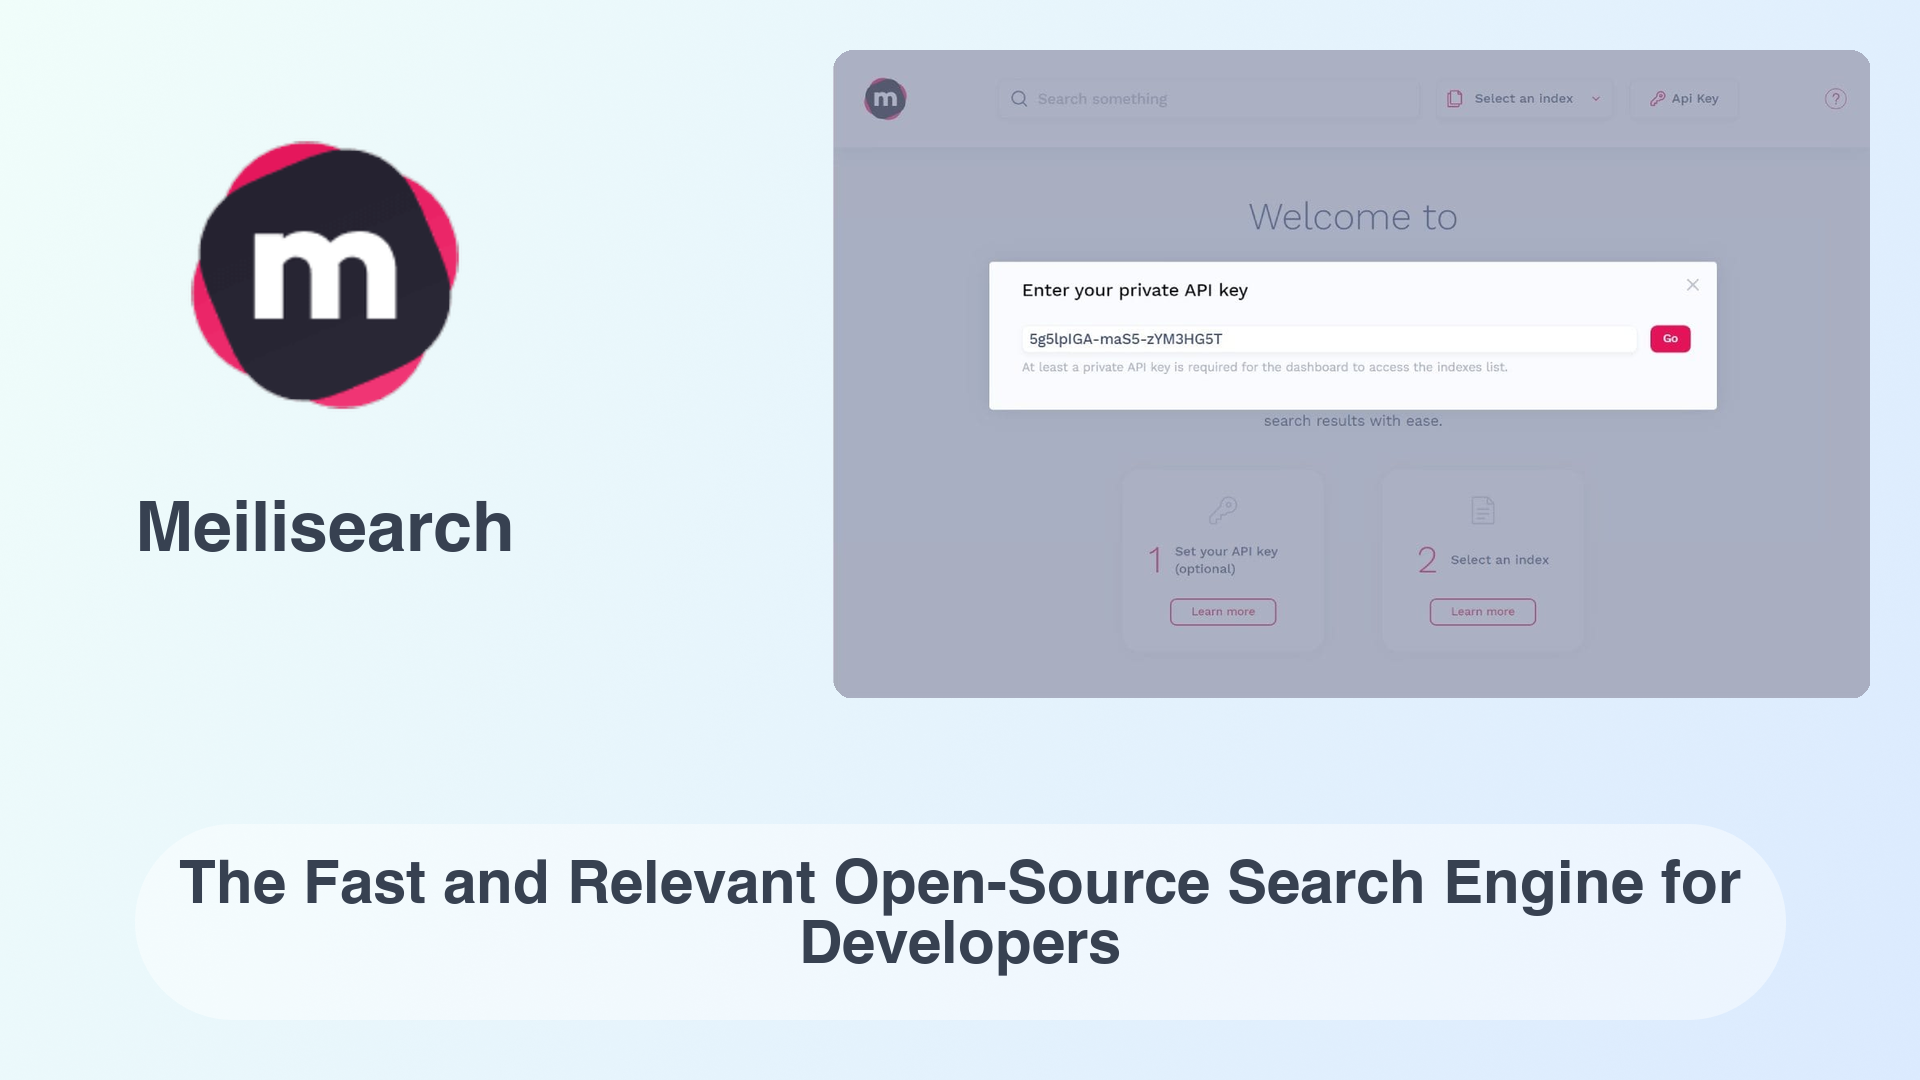 m
Meilisearch
m
Search something
Select an index
Api Key
?
Welcome to
Enter your private API key
5g5lpIGA-maS5-zYM3HG5T
Go
At least a private API key is required for the dashboard to access the indexes list.
search results with ease.
1
Set your API key
(optional)
Learn more
2
Select an index
Learn more
The Fast and Relevant Open-Source Search Engine for
Developers